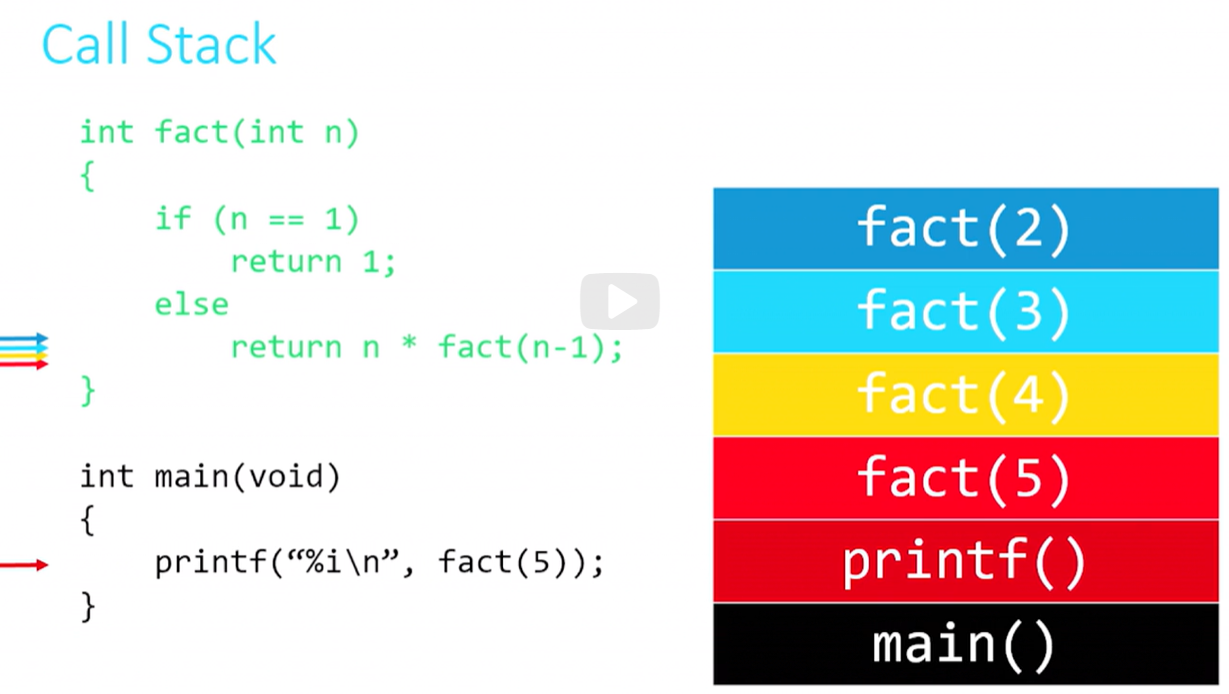 Call Stack
int fact(int n)
{
    if (n == 1)
        return 1;
    else
        return n * fact(n-1);
}
int main(void)
{
    printf(“%i\n”, fact(5));
}
fact(2)
fact(3)
fact(4)
fact(5)
printf()
main()